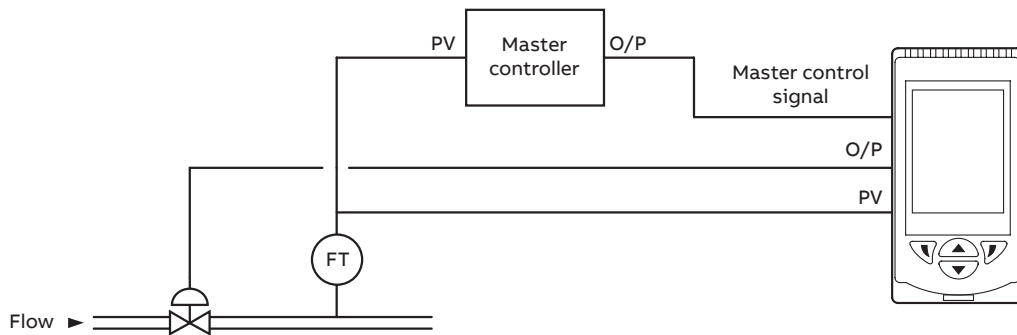 PV
Master
controller
O/P
Master control
signal
O/P
PV
FT
Flow